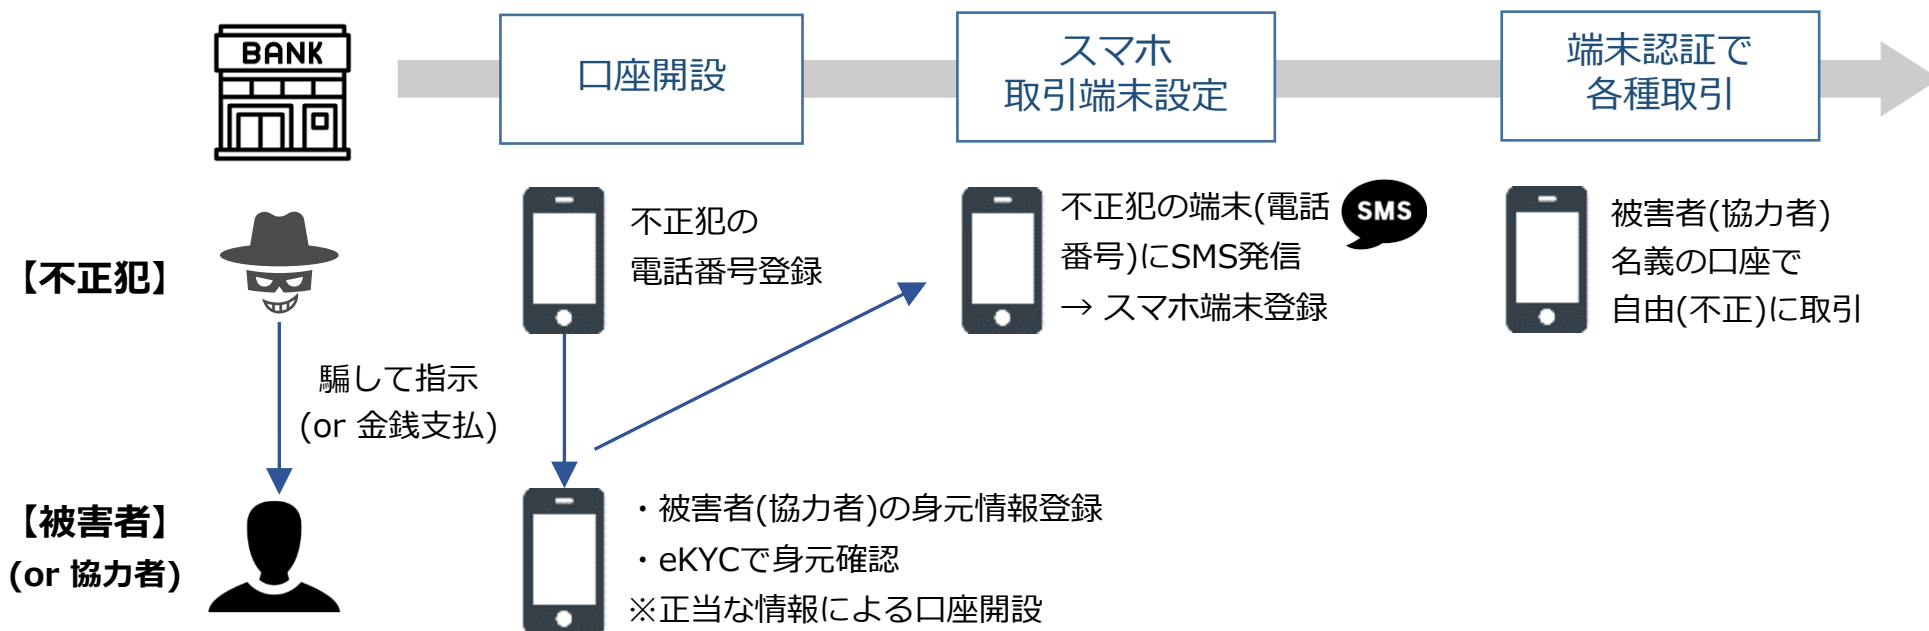 BANK
口座開設
スマホ
取引端末設定
端末認証で
各種取引
【不正犯】
不正犯の
電話番号登録
不正犯の端末(電話
番号)にSMS発信
→ スマホ端末登録
SMS
被害者(協力者)
名義の口座で
自由(不正)に取引
騙して指示
(or 金銭支払)
【被害者】
(or 協力者)
・被害者(協力者)の身元情報登録
・eKYCで身元確認
※正当な情報による口座開設